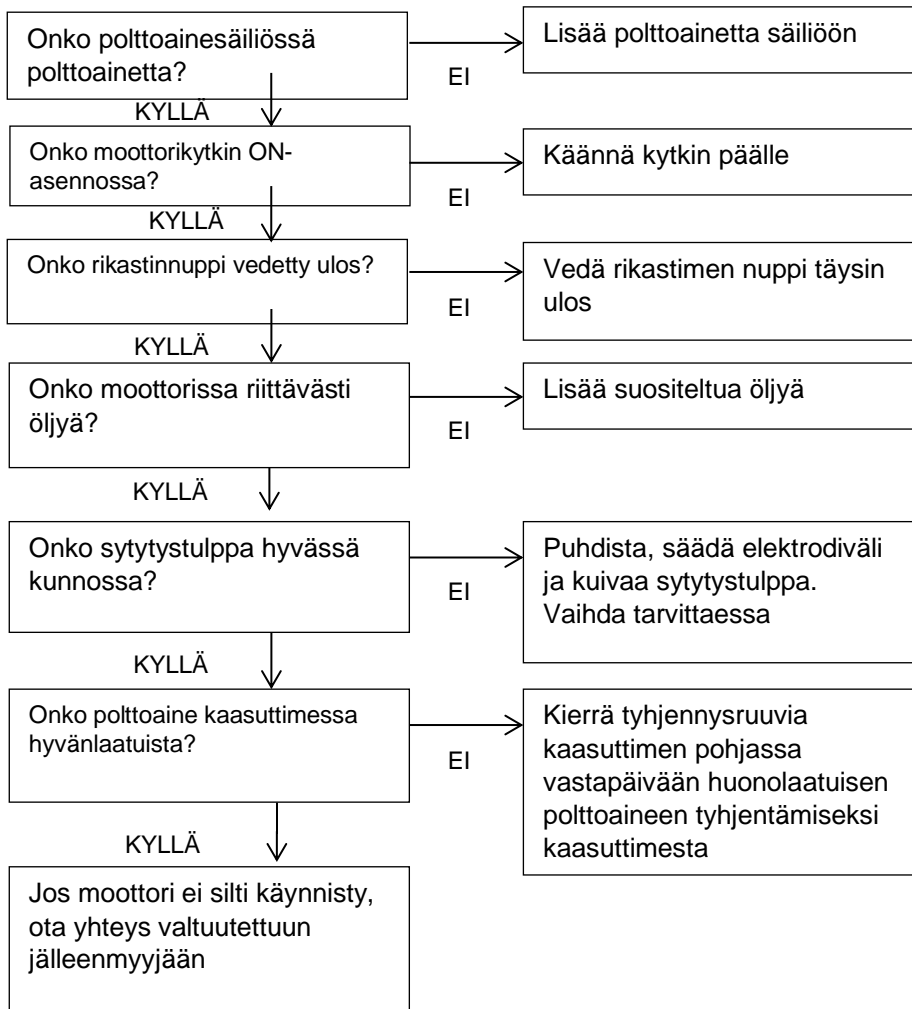 Onko polttoainesäiliössä
polttoainetta?
EI
Lisää polttoainetta säiliöön
KYLLÄ
Onko moottorikytkin ON-
asennossa?
EI
Käännä kytkin päälle
KYLLÄ
Onko rikastinnuppi vedetty ulos?
EI
Vedä rikastimen nuppi täysin
ulos
KYLLÄ
Onko moottorissa riittävästi
öljyä?
EI
Lisää suositeltua öljyä
KYLLÄ
Onko sytytystulppa hyvässä
kunnossa?
EI
Puhdista, säädä elektrodiväli
ja kuivaa sytytystulppa.
Vaihda tarvittaessa
KYLLÄ
Onko polttoaine kaasuttimessa
hyvänlaatuista?
EI
Kierrä tyhjennysruuvia
kaasuttimen pohjassa
vastapäivään huonolaatuisen
polttoaineen tyhjentämiseksi
kaasuttimesta
KYLLÄ
Jos moottori ei silti käynnisty,
ota yhteys valtuutettuun
jälleenmyyjään